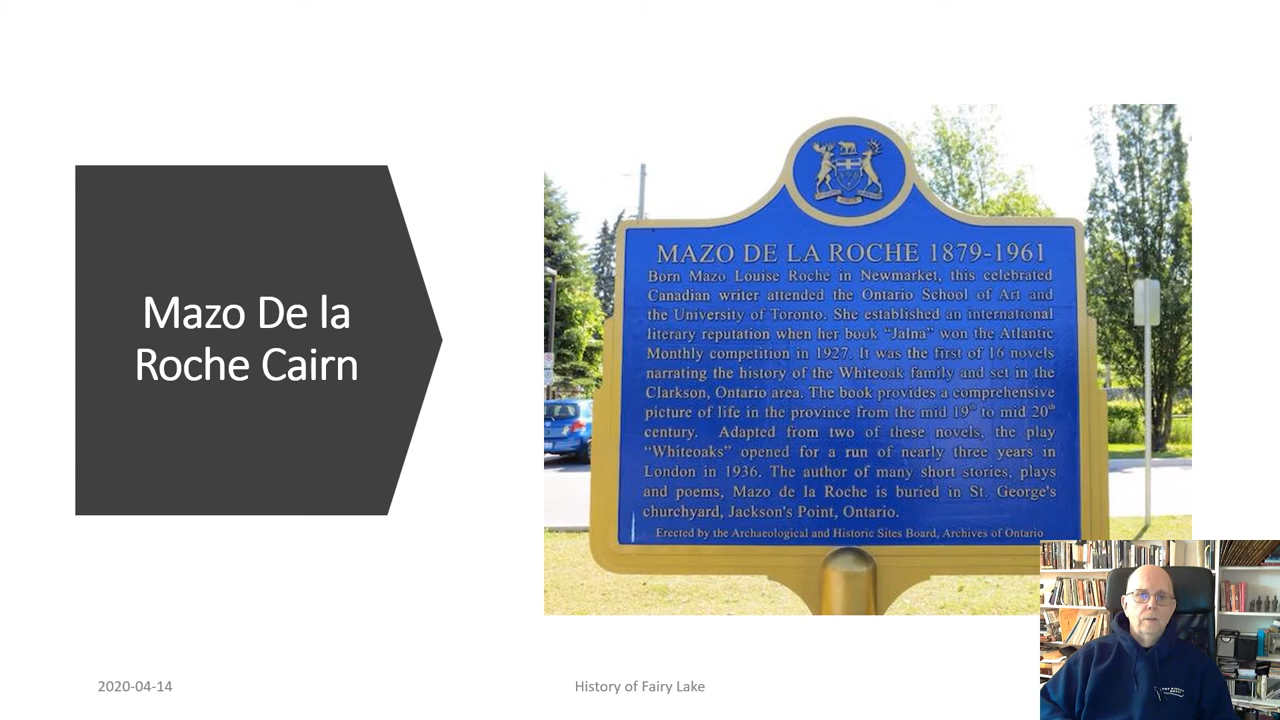 Mazo De la
Roche Cairn
MAZO DE LA ROCHE 1879-1961
Born Mazo Louise Roche in Newmarket, this celebrated
Canadian writer attended the Ontario School of Art and
the University of Toronto. She established an international
literary reputation when her book “Jalna” won the Atlantic
Monthly competition in 1927. It was the first of 16 novels
narrating the history of the Whiteoak family and set in the
Clarkson, Ontario area. The book provides a comprehensive
picture of life in the province from the mid 19th to mid 20th
century. Adapted from two of these novels, the play
“Whiteoaks” opened for a run of nearly three years in
London in 1936. The author of many short stories, plays
and poems, Mazo de la Roche is buried in St. George's
churchyard, Jackson's Point, Ontario.
Erected by the Archaeological and Historic Sites Board, Archives of Ontario
2020-04-14
History of Fairy Lake